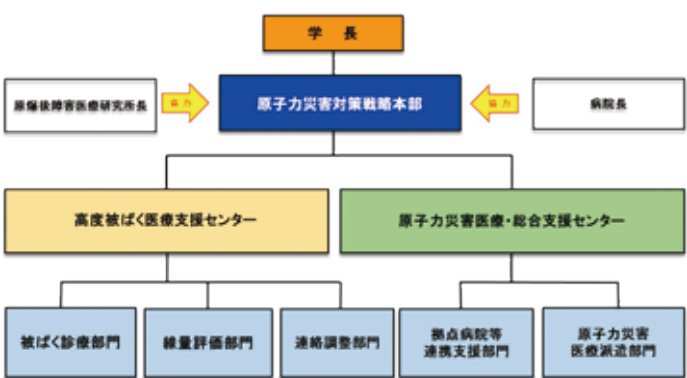 学 長
原爆後障害医療研究所長
協力
原子力災害対策戦略本部
協力
病院長
高度被ばく医療支援センター
原子力災害医療・総合支援センター
被ばく診療部門
線量評価部門
連絡調整部門
拠点病院等
連携支援部門
原子力災害
医療派造部門